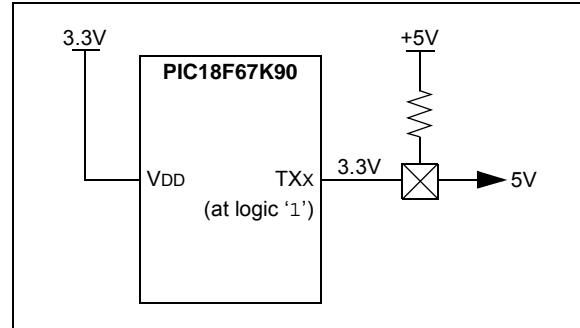 3.3V
+5V
PIC18F67K90
VDD
TXX
3.3V
5V
(at logic ‘1’)